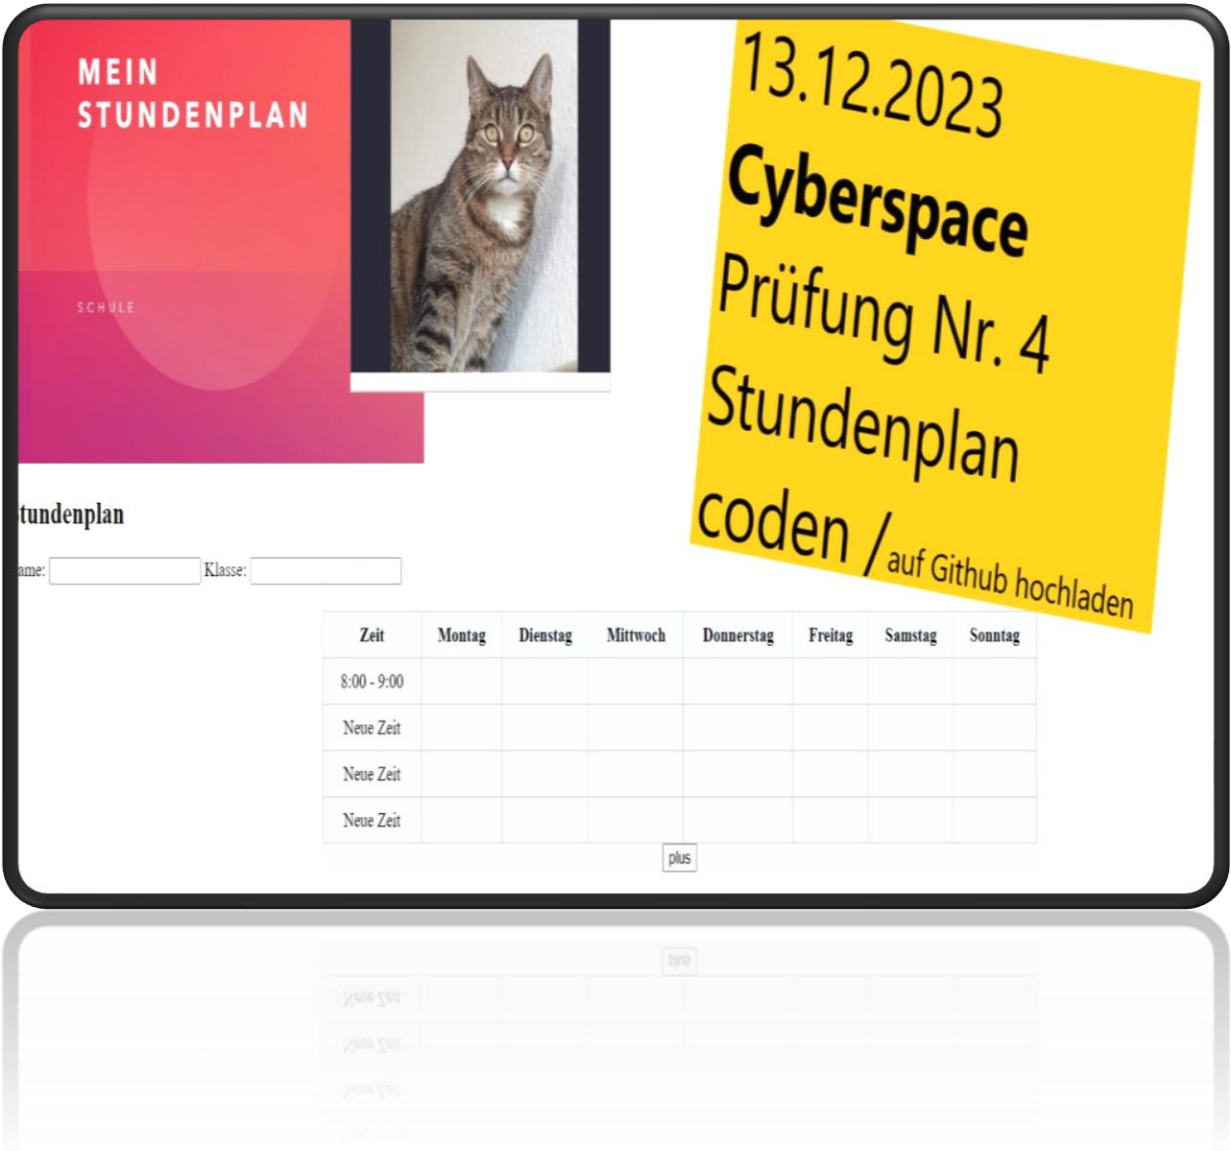 MEIN
STUNDENPLAN
SCHULE
13.12.2023
Cyberspace
Prüfung Nr. 4
Stundenplan
coden / auf Github hochladen
tundenplan
ame: Klasse:
Zeit Montag Dienstag Mittwoch Donnerstag Freitag Samstag Sonntag
8:00 - 9:00
Neue Zeit
Neue Zeit
Neue Zeit
plus